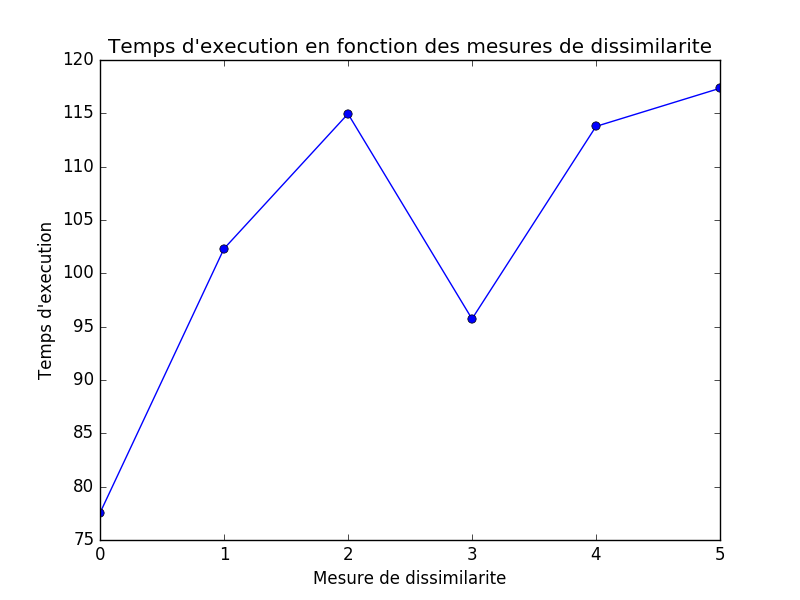 Temps d'execution en fonction des mesures de dissimilarite
120
115
110
105
100
95
90
85
80
75
Temps d'execution
0 1 2 3 4 5
Mesure de dissimilarite